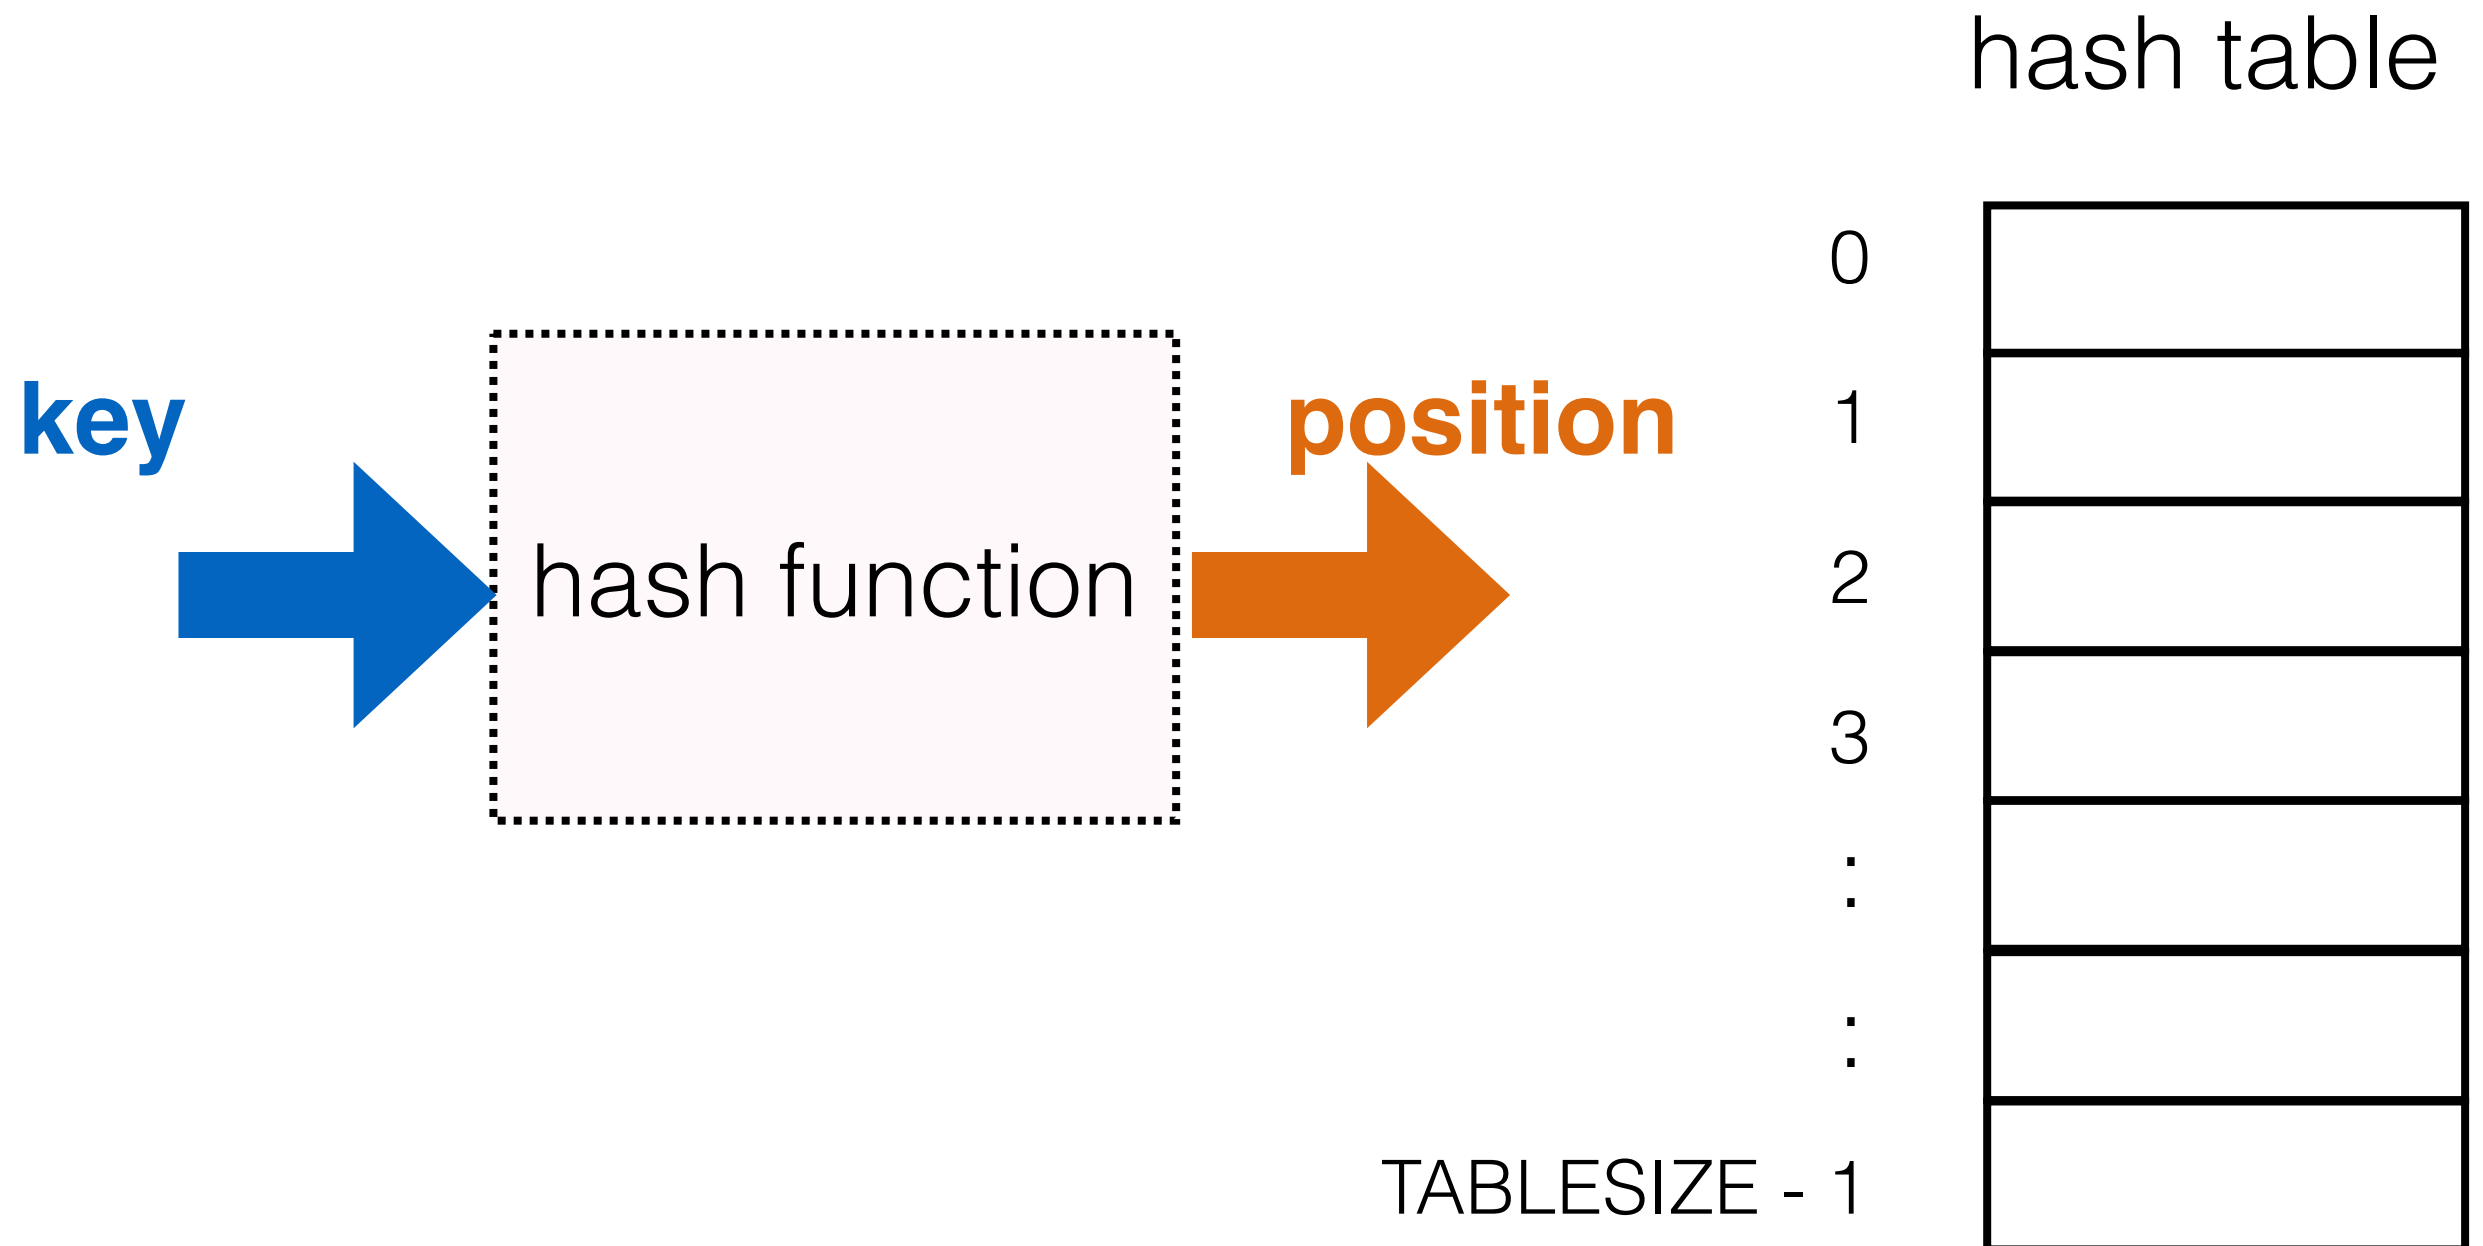 hash table
key
hash function
position
0
1
2
3
:
:
TABLESIZE - 1